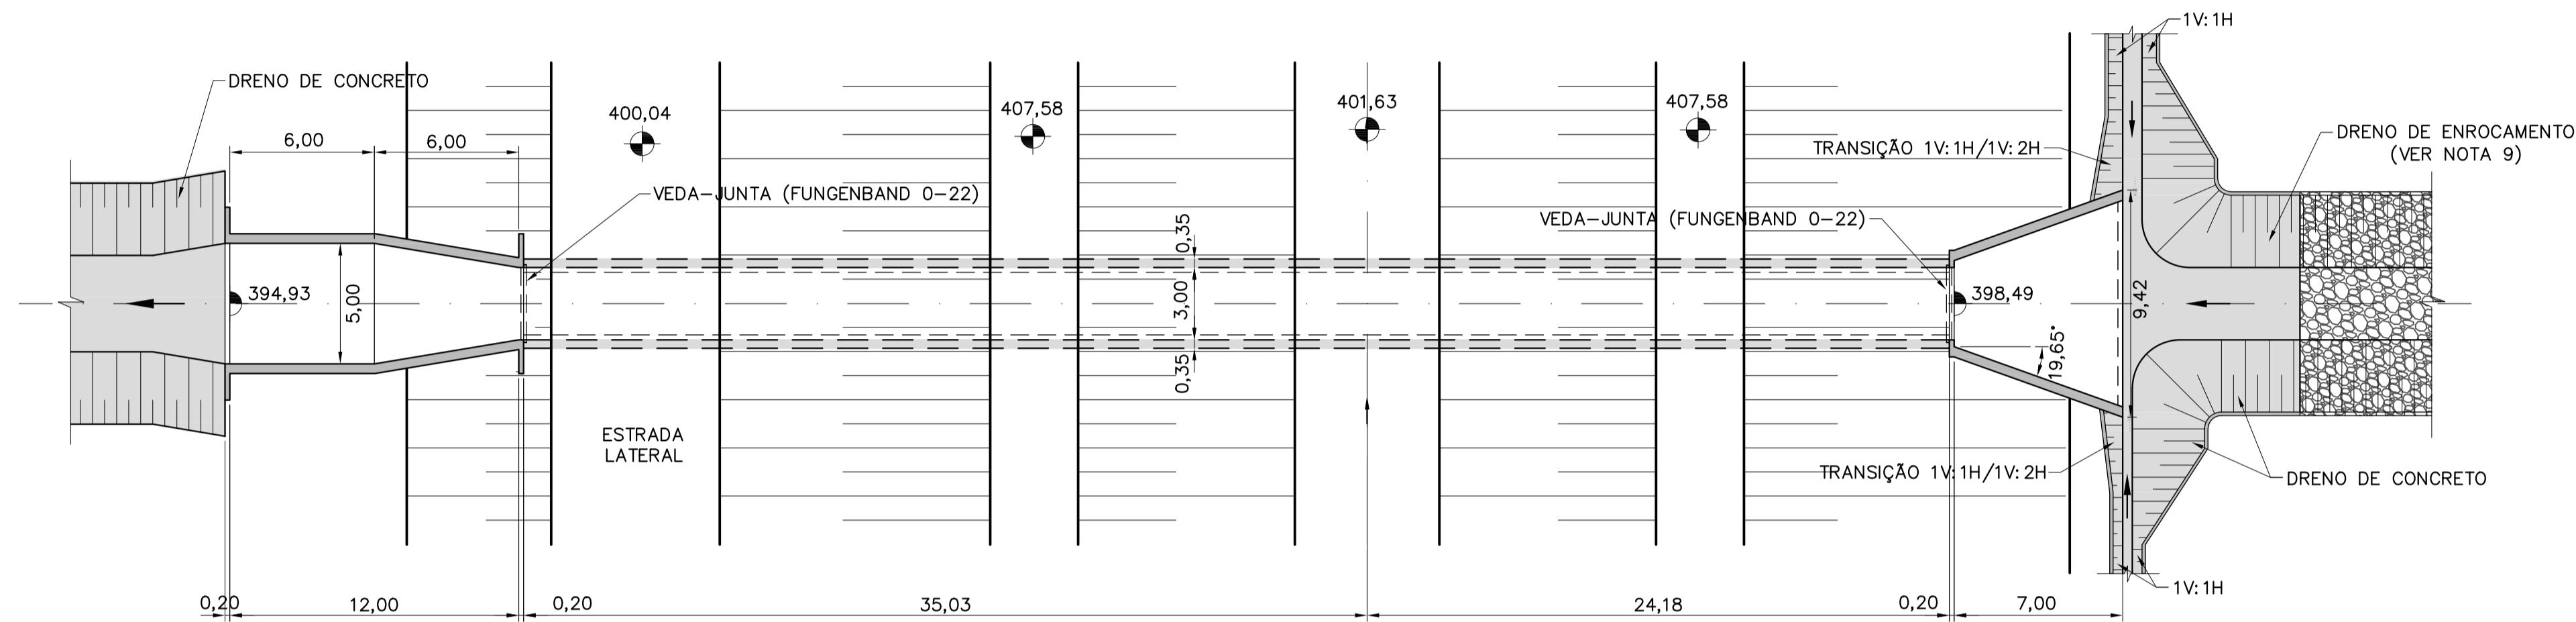 1V:1H
DRENO DE CONCRETO
400,04
407,58
401,63
407,58
DRENO DE ENROCAMENTO
(VER NOTA 9)
6,00
6,00
TRANSIÇÃO 1V:1H/1V:2H
VEDA-JUNTA (FUNGENBAND 0-22)
VEDA-JUNTA (FUNGENBAND 0-22)
0,35
394,93
5,00
3,00
398,49
9,42
19,65°
0,35
ESTRADA
LATERAL
TRANSIÇÃO 1V:1H/1V:2H
DRENO DE CONCRETO
1V:1H
0,20
12,00
0,20
35,03
24,18
0,20
7,00